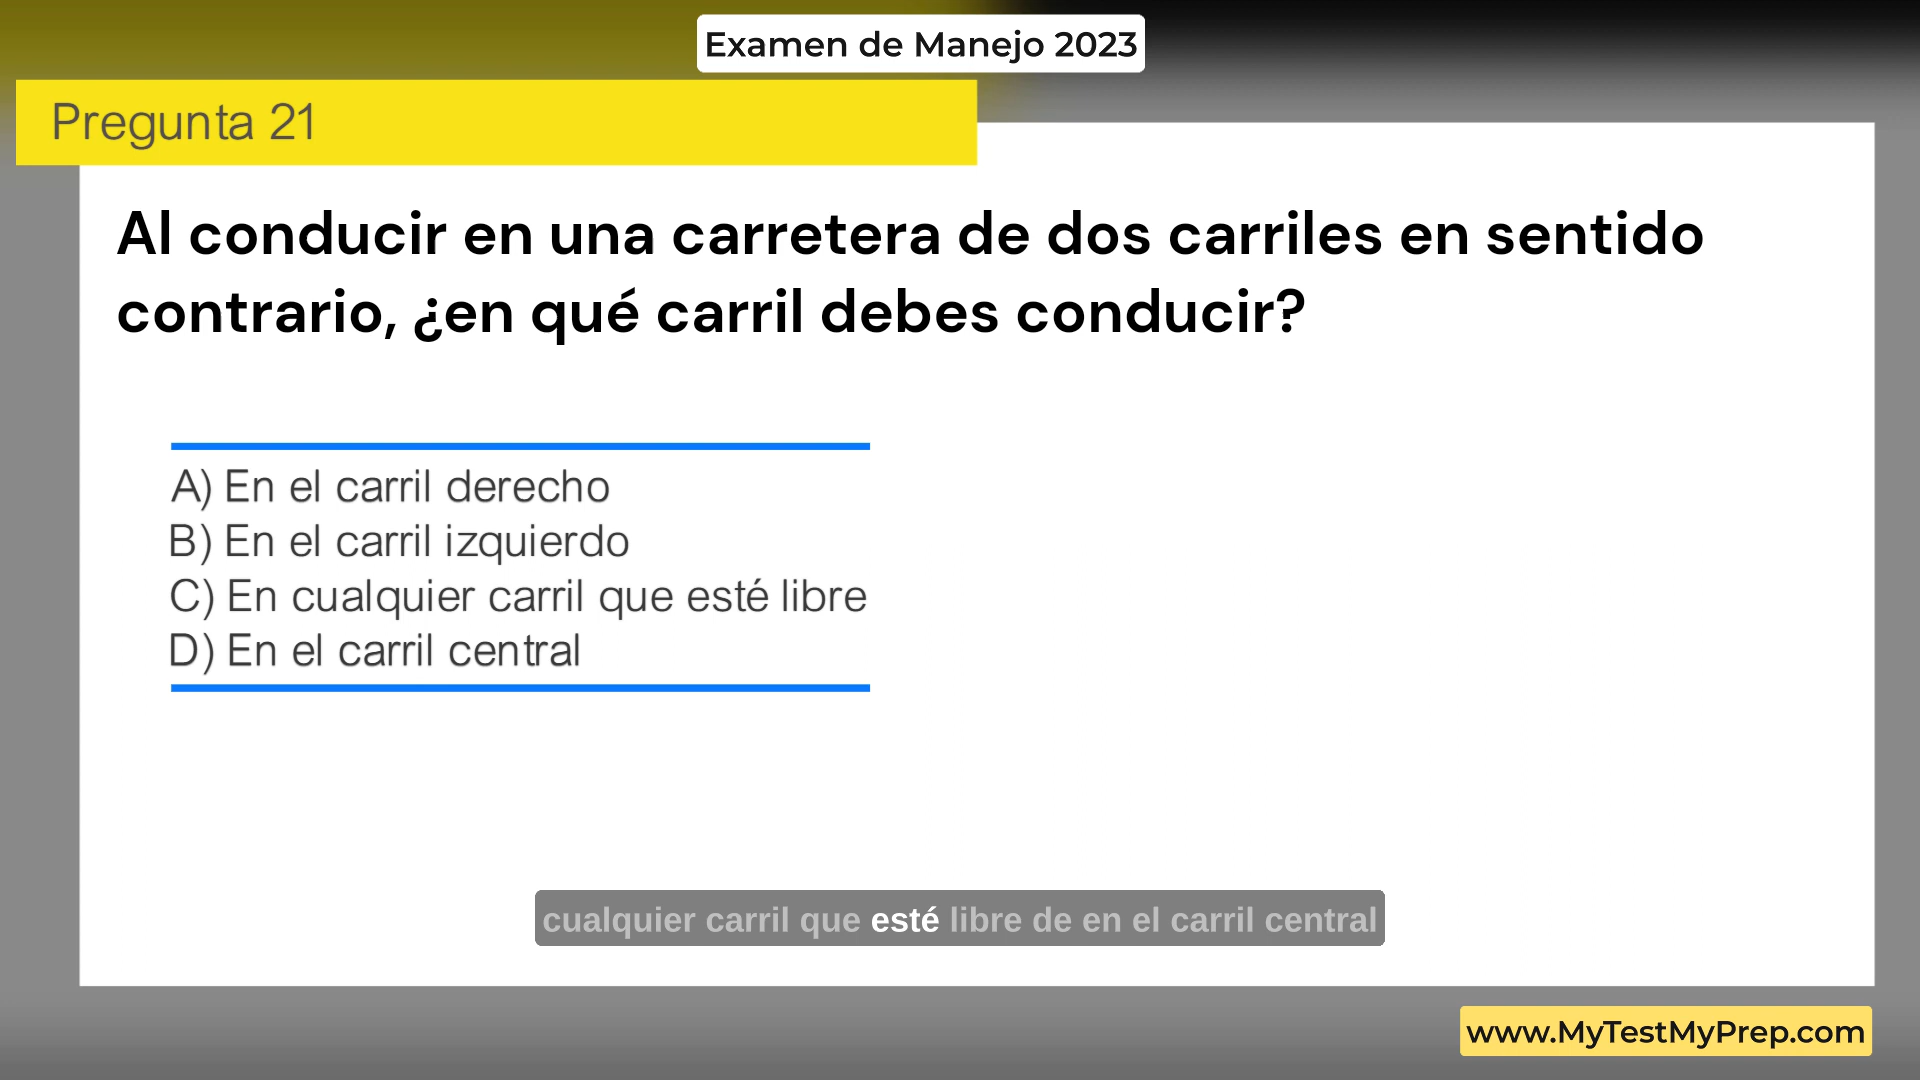 Examen de Manejo 2023
Pregunta 21
Al conducir en una carretera de dos carriles en sentido
contrario, ¿en qué carril debes conducir?
A) En el carril derecho
B) En el carril izquierdo
C) En cualquier carril que esté libre
D) En el carril central
cualquier carril que esté libre de en el carril central
www.MyTestMyPrep.com